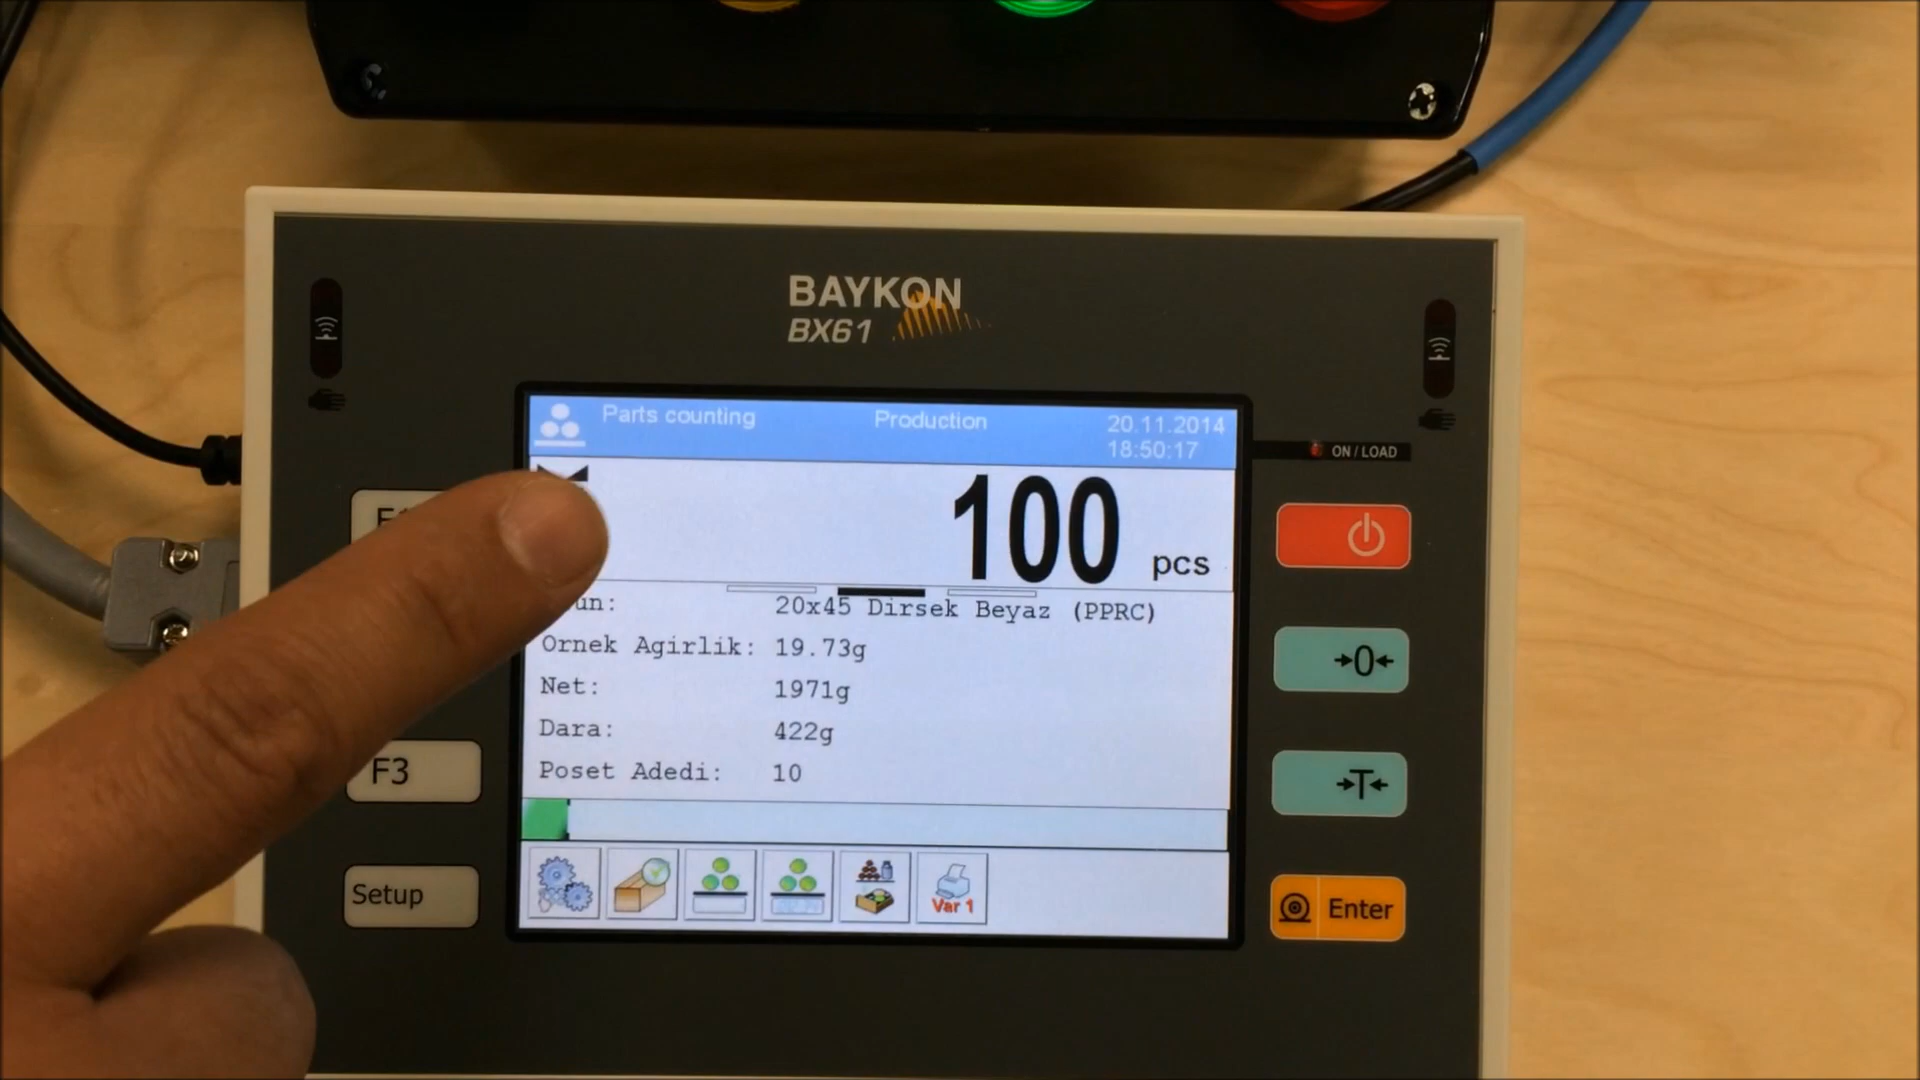 BAYKON
BX61
Parts counting
Production
20.11.2014
18:50:17
ON / LOAD
100 pcs
20x45 Dirsek Beyaz (PPRC)
Ornek Agirlik: 19.73g
Net: 1971g
Dara: 422g
Poset Adedi: 10
Var 1
F3
Setup
→0←
→T←
Enter